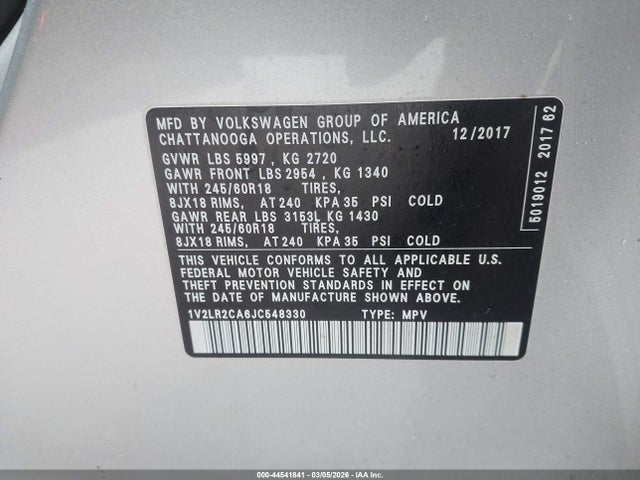 MFD BY VOLKSWAGEN GROUP OF AMERICA
CHATTANOOGA OPERATIONS, LLC. 12/2017
GVWR LBS 5997 , KG 2720
GAWR FRONT LBS 2954 , KG 1340
WITH 245/60R18 TIRES,
8JX18 RIMS, AT 240 KPA 35 PSI COLD
GAWR REAR LBS 3153L KG 1430
WITH 245/60R18 TIRES,
8JX18 RIMS, AT 240 KPA 35 PSI COLD
THIS VEHICLE CONFORMS TO ALL APPLICABLE U.S.
FEDERAL MOTOR VEHICLE SAFETY AND
THEFT PREVENTION STANDARDS IN EFFECT ON
THE DATE OF MANUFACTURE SHOWN ABOVE.
1V2LR2CA6JC548330 TYPE: MPV
5019012 2017 62
000-44541841 - 03/05/2026 - IAA Inc.